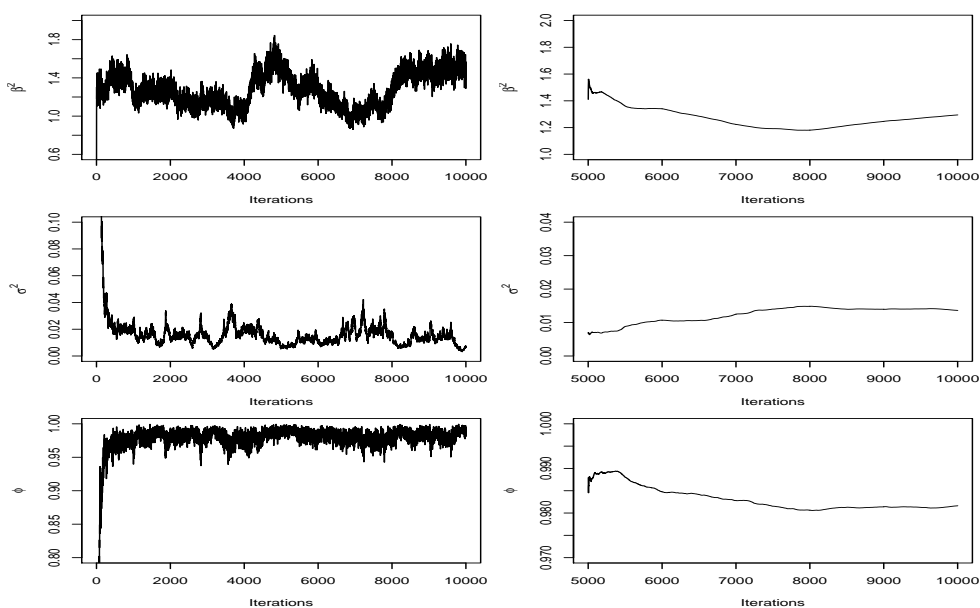 β²
0.6 1.0 1.4 1.8
0 2000 4000 6000 8000 10000
Iterations
β²
1.0 1.2 1.4 1.6 1.8 2.0
5000 6000 7000 8000 9000 10000
Iterations
σ²
0.00 0.02 0.04 0.06 0.08 0.10
0 2000 4000 6000 8000 10000
Iterations
σ²
0.00 0.01 0.02 0.03 0.04
5000 6000 7000 8000 9000 10000
Iterations
ϕ
0.80 0.85 0.90 0.95 1.00
0 2000 4000 6000 8000 10000
Iterations
ϕ
0.970 0.980 0.990 1.000
5000 6000 7000 8000 9000 10000
Iterations